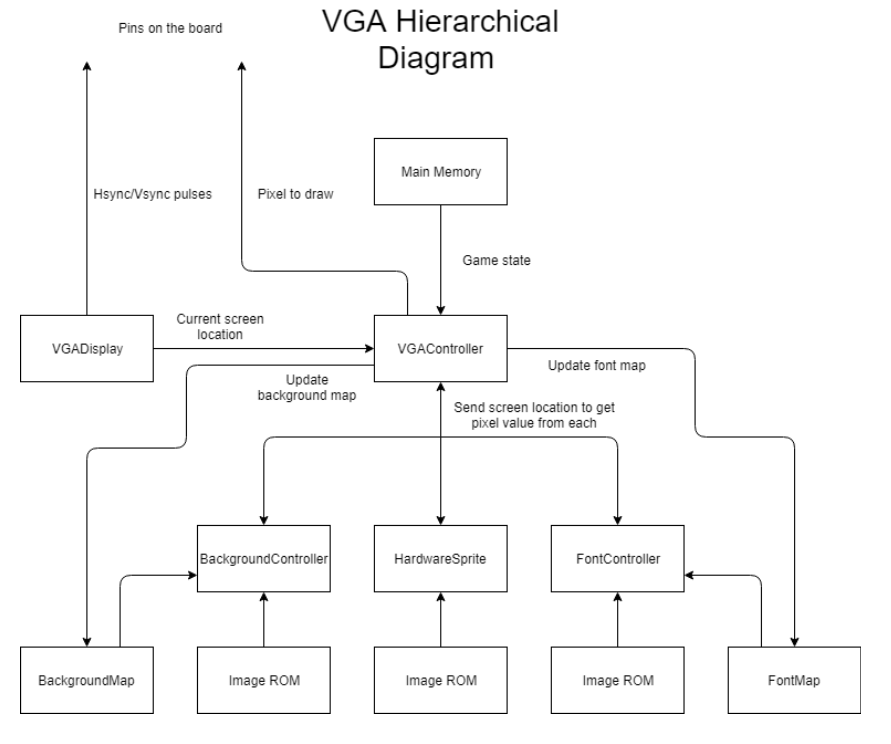 VGA Hierarchical
Diagram
Pins on the board
Main Memory
Hsync/Vsync pulses
Pixel to draw
Game state
Current screen
location
VGADisplay
VGAController
Update font map
Update
background map
Send screen location to get
pixel value from each
BackgroundController
HardwareSprite
FontController
BackgroundMap
Image ROM
Image ROM
Image ROM
FontMap